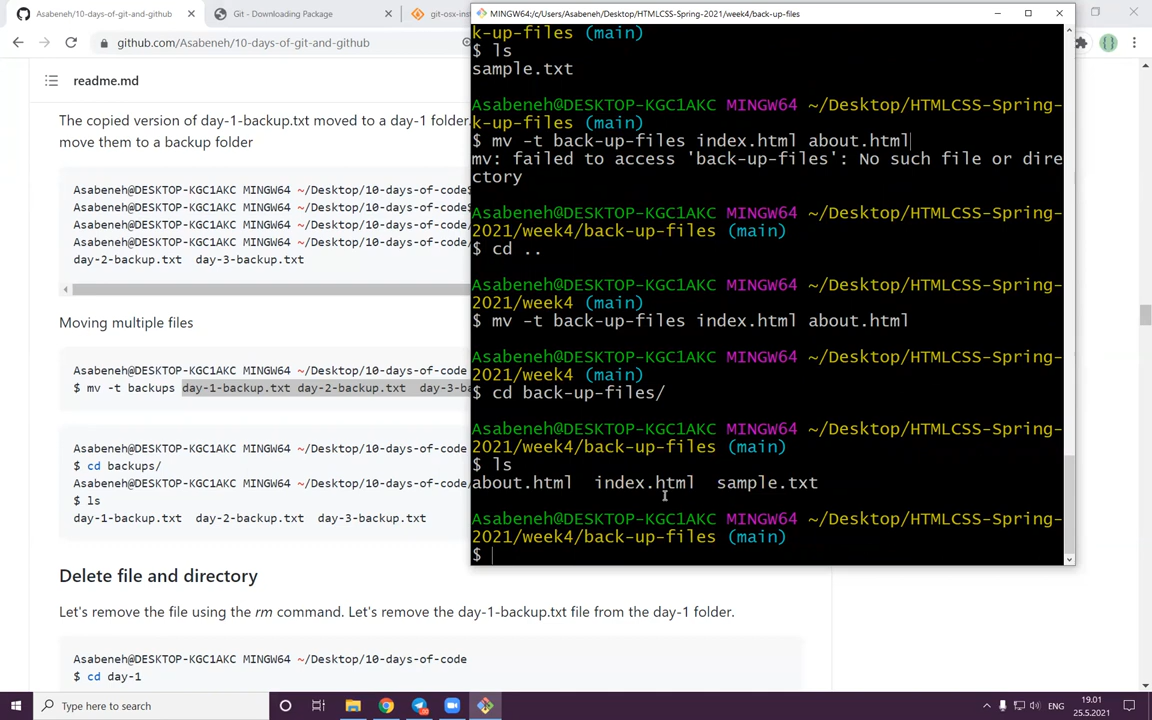 Asabeneh/10-days-of-git-and-github
Git - Downloading Package
git-osx-inst
MINGW64:/c/Users/Asabeneh/Desktop/HTMLCSS-Spring-2021/week4/back-up-files
github.com/Asabeneh/10-days-of-git-and-github
readme.md
The copied version of day-1-backup.txt moved to a day-1 folder.
move them to a backup folder
Asabeneh@DESKTOP-KGC1AKC MINGW64 ~/Desktop/10-days-of-code$
Asabeneh@DESKTOP-KGC1AKC MINGW64 ~/Desktop/10-days-of-code$
Asabeneh@DESKTOP-KGC1AKC MINGW64 ~/Desktop/10-days-of-code/
Asabeneh@DESKTOP-KGC1AKC MINGW64 ~/Desktop/10-days-of-code/
day-2-backup.txt day-3-backup.txt
Moving multiple files
Asabeneh@DESKTOP-KGC1AKC MINGW64 ~/Desktop/10-days-of-code
$ mv -t backups day-1-backup.txt day-2-backup.txt day-3-ba
Asabeneh@DESKTOP-KGC1AKC MINGW64 ~/Desktop/10-days-of-code
$ cd backups/
Asabeneh@DESKTOP-KGC1AKC MINGW64 ~/Desktop/10-days-of-code/
$ ls
day-1-backup.txt day-2-backup.txt day-3-backup.txt
Delete file and directory
Let's remove the file using the rm command. Let's remove the day-1-backup.txt file from the day-1 folder.
Asabeneh@DESKTOP-KGC1AKC MINGW64 ~/Desktop/10-days-of-code
$ cd day-1
k-up-files (main)
$ ls
sample.txt
Asabeneh@DESKTOP-KGC1AKC MINGW64 ~/Desktop/HTMLCSS-Spring-
k-up-files (main)
$ mv -t back-up-files index.html about.html
mv: failed to access 'back-up-files': No such file or dire
ctory
Asabeneh@DESKTOP-KGC1AKC MINGW64 ~/Desktop/HTMLCSS-Spring-
2021/week4/back-up-files (main)
$ cd ..
Asabeneh@DESKTOP-KGC1AKC MINGW64 ~/Desktop/HTMLCSS-Spring-
2021/week4 (main)
$ mv -t back-up-files index.html about.html
Asabeneh@DESKTOP-KGC1AKC MINGW64 ~/Desktop/HTMLCSS-Spring-
2021/week4 (main)
$ cd back-up-files/
Asabeneh@DESKTOP-KGC1AKC MINGW64 ~/Desktop/HTMLCSS-Spring-
2021/week4/back-up-files (main)
$ ls
about.html index.html sample.txt
Asabeneh@DESKTOP-KGC1AKC MINGW64 ~/Desktop/HTMLCSS-Spring-
2021/week4/back-up-files (main)
$
Type here to search
ENG
19.01
25.5.2021